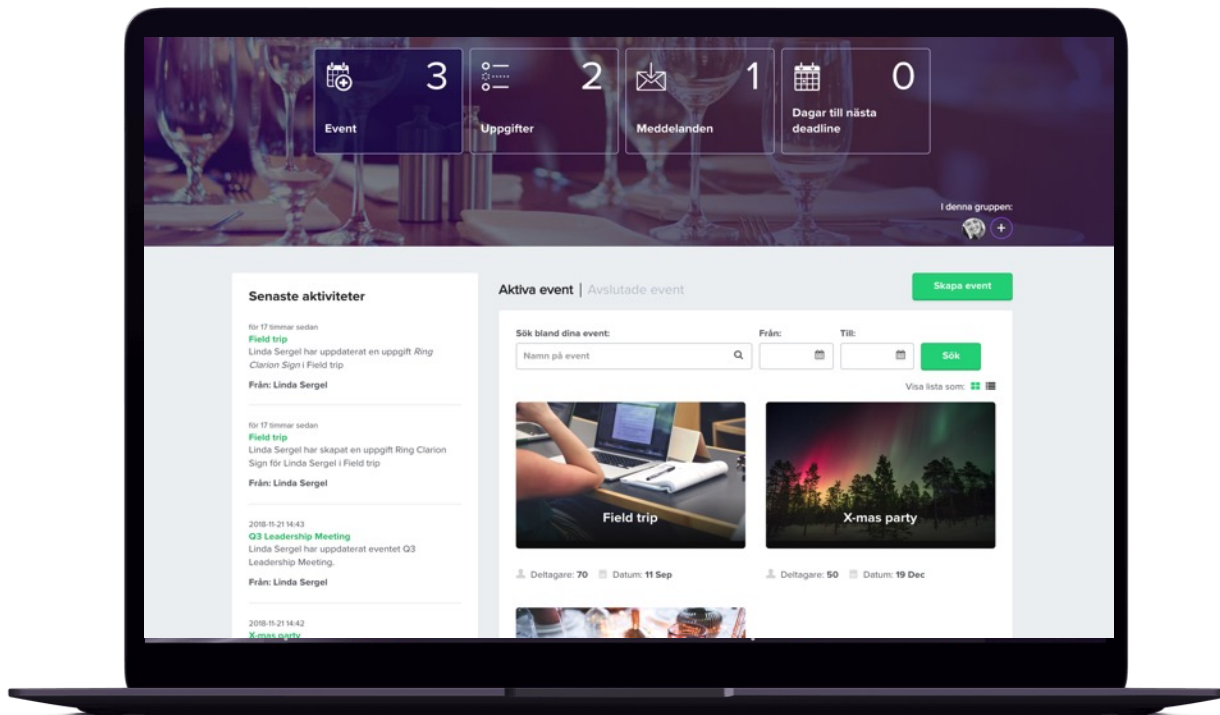 3
Event
2
Uppgifter
1
Meddelanden
0
Dagar till nästa
deadline
I denna gruppen:
+
Senaste aktiviteter
för 17 timmar sedan
Field trip
Linda Sergel har uppdaterat en uppgift Ring
Clarion Sign i Field trip
Från: Linda Sergel
för 17 timmar sedan
Field trip
Linda Sergel har skapat en uppgift Ring Clarion
Sign för Linda Sergel i Field trip
Från: Linda Sergel
2018-11-21 14:43
Q3 Leadership Meeting
Linda Sergel har uppdaterat eventet Q3
Leadership Meeting.
Från: Linda Sergel
2018-11-21 14:42
X-mas party
Aktiva event | Avslutade event
Skapa event
Sök bland dina event:
Från:
Till:
Namn på event
Sök
Visa lista som:
Field trip
X-mas party
Deltagare: 70 Datum: 11 Sep
Deltagare: 50 Datum: 19 Dec